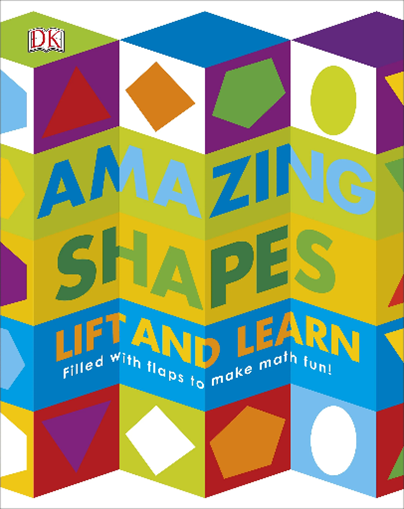 DK
AMAZING
SHAPES
LIFT AND LEARN
Filled with flaps to make math fun!